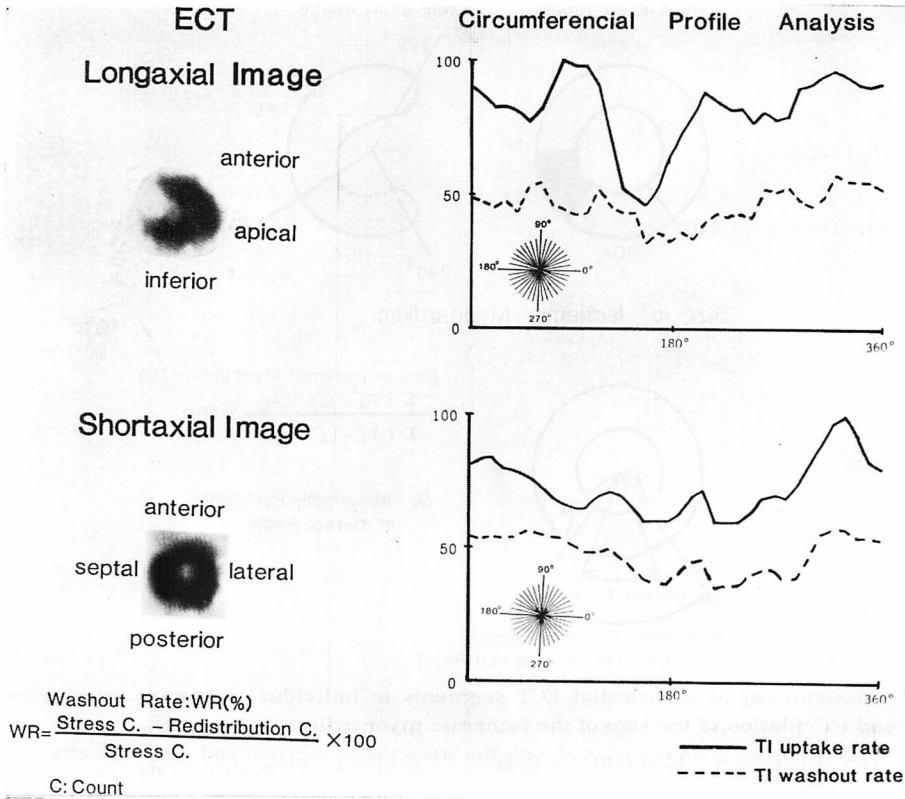 ECT
Longaxial Image
anterior
apical
inferior
Circumferencial Profile Analysis
100
50
0
90°
180°
0°
270°
180°
360°
Shortaxial Image
anterior
septal
lateral
posterior
100
50
0
90°
180°
0°
270
180°
360°
Washout Rate:WR(%)
WR= Stress C. - Redistribution C. ×100
Stress C.
C: Count
Tl uptake rate
Tl washout rate